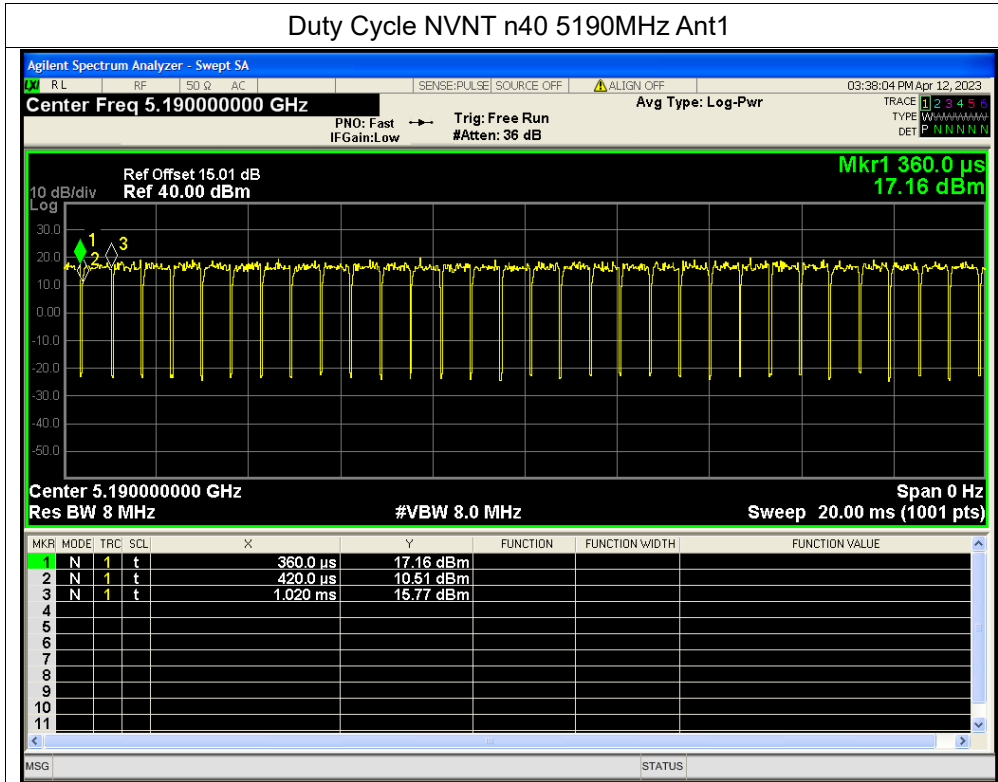 Duty Cycle NVNT n40 5190MHz Ant1
Agilent Spectrum Analyzer - Swept SA
LXI RL RF 50 Ω AC SENSE:PULSE SOURCE OFF ALIGN OFF 03:38:04 PM Apr 12, 2023
Center Freq 5.190000000 GHz
Avg Type: Log-Pwr
TRACE 1 2 3 4 5 6
TYPE WWWWWW
DET P N N N N N
PNO: Fast
IFGain:Low
Trig: Free Run
#Atten: 36 dB
Mkr1 360.0 µs
17.16 dBm
Ref Offset 15.01 dB
10 dB/div Ref 40.00 dBm
Log
30.0
20.0
10.0
0.00
-10.0
-20.0
-30.0
-40.0
-50.0
1
2
3
Center 5.190000000 GHz Span 0 Hz
Res BW 8 MHz #VBW 8.0 MHz Sweep 20.00 ms (1001 pts)
MKR MODE TRC SCL X Y FUNCTION FUNCTION WIDTH FUNCTION VALUE
1 N 1 t 360.0 µs 17.16 dBm
2 N 1 t 420.0 µs 10.51 dBm
3 N 1 t 1.020 ms 15.77 dBm
4
5
6
7
8
9
10
11
MSG STATUS